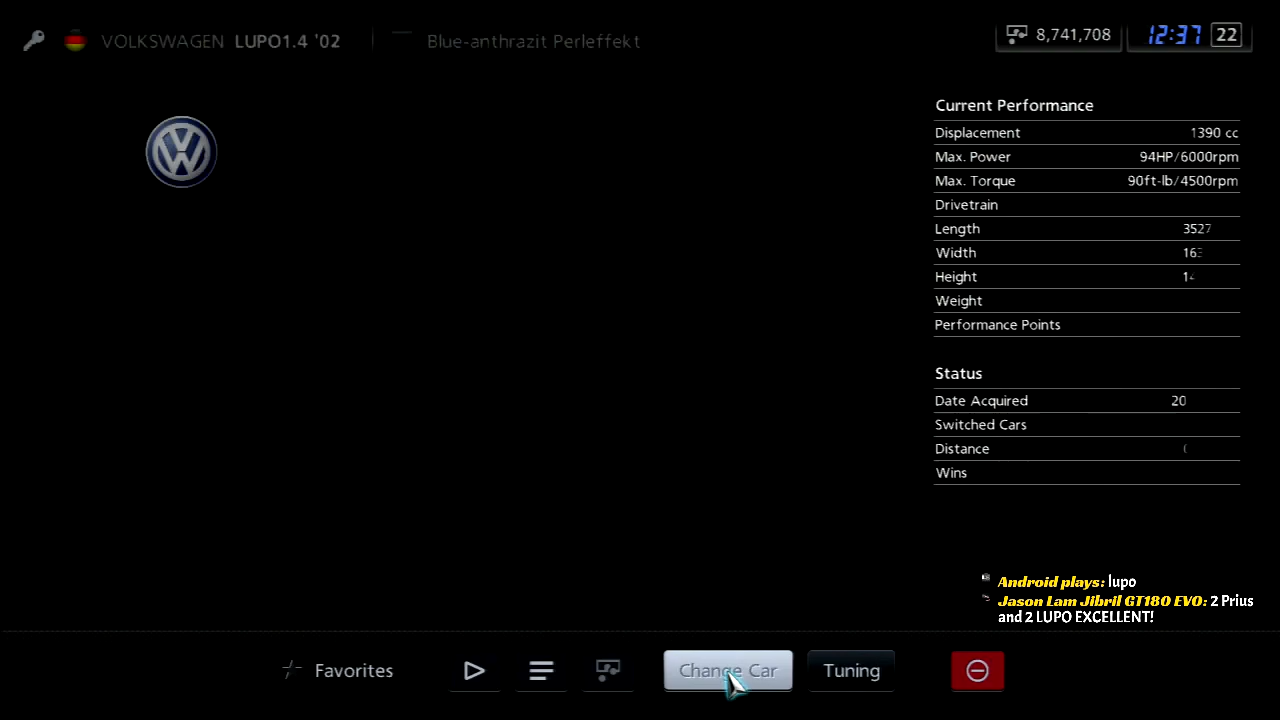 VOLKSWAGEN LUPO1.4 '02
Blue-anthrazit Perleffekt
8,741,708
12:37 22
Current Performance
Displacement 1390 cc
Max. Power 94HP/6000rpm
Max. Torque 90ft-lb/4500rpm
Drivetrain
Length 3527
Width 16
Height 1
Weight
Performance Points
Status
Date Acquired 20
Switched Cars
Distance
Wins
Android plays: lupo
Jason Lam Jibril GT180 EVO: 2 Prius
and 2 LUPO EXCELLENT!
Favorites
Change Car
Tuning